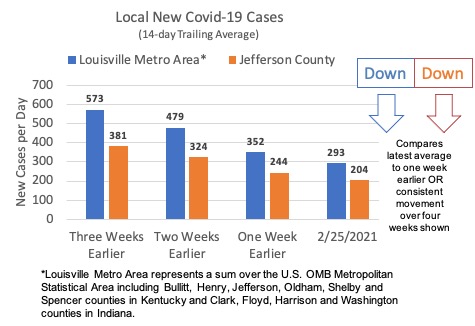 Local New Covid-19 Cases
(14-day Trailing Average)
Louisville Metro Area* Jefferson County
Down Down
New Cases per Day
700
600
500
400
300
200
100
0
573
381
479
324
352
244
293
204
Three Weeks
Earlier
Two Weeks
Earlier
One Week
Earlier
2/25/2021
Compares
latest average
to one week
earlier OR
consistent
movement
over four
weeks shown
*Louisville Metro Area represents a sum over the U.S. OMB Metropolitan
Statistical Area including Bullitt, Henry, Jefferson, Oldham, Shelby and
Spencer counties in Kentucky and Clark, Floyd, Harrison and Washington
counties in Indiana.